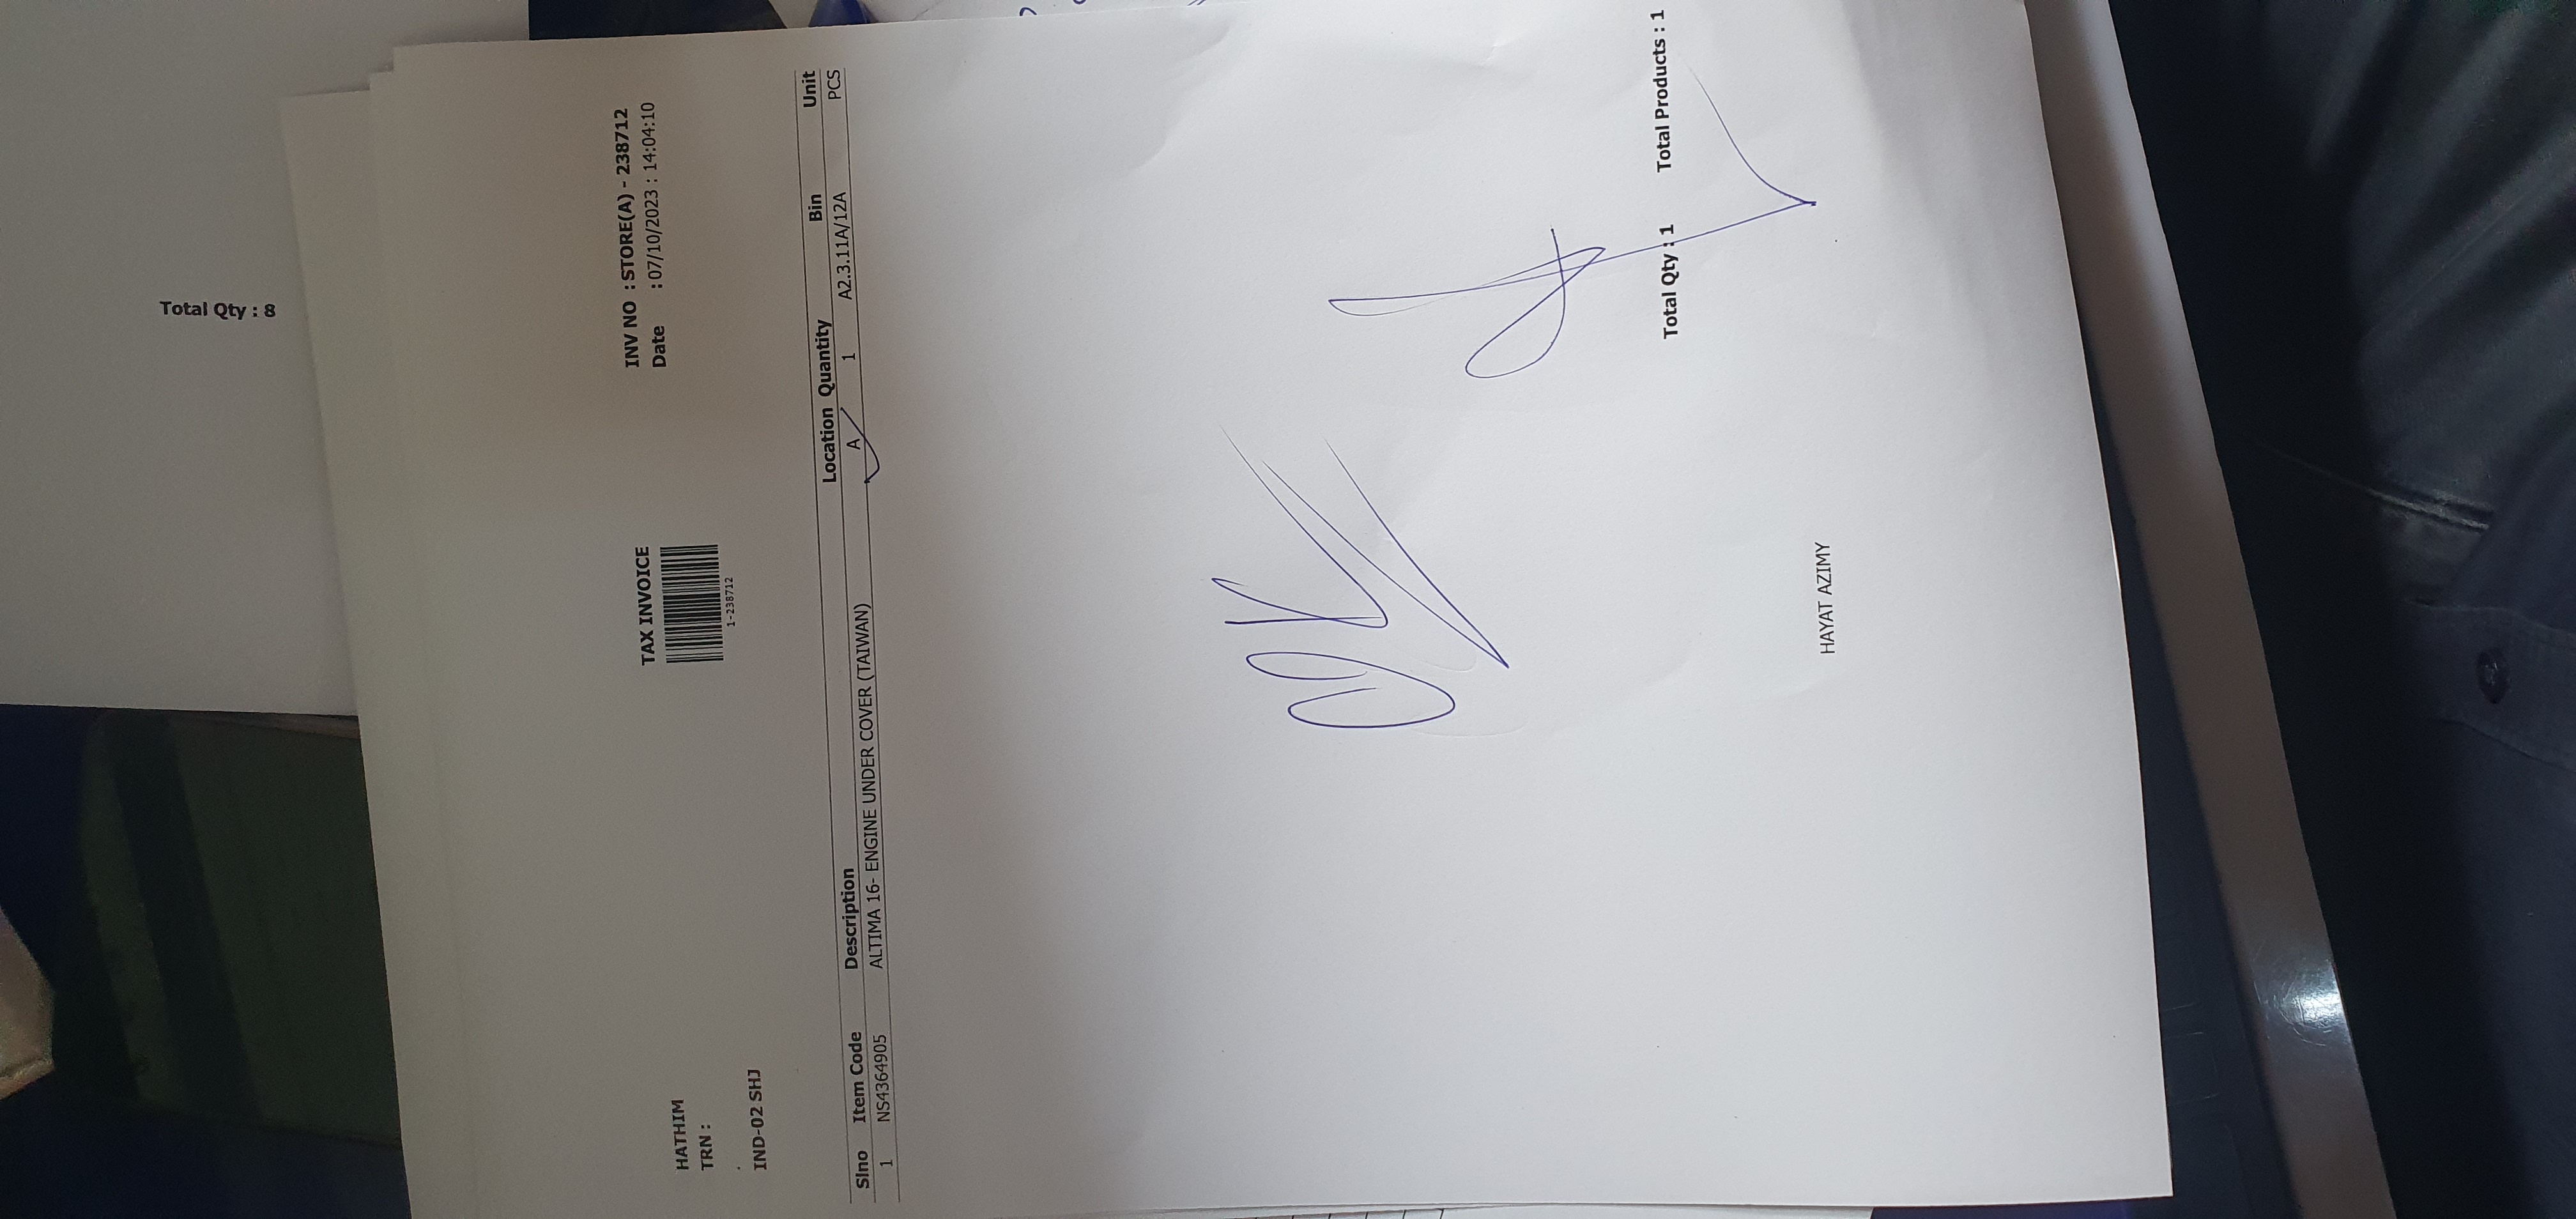 Total Qty : 8
TAX INVOICE
1-238712
INV NO : STORE(A) - 238712
Date : 07/10/2023 : 14:04:10
HATHIM
TRN :
.
IND-02 SHJ
Slno Item Code Description Location Quantity Bin Unit
1 NS4364905 ALTIMA 16- ENGINE UNDER COVER (TAIWAN) A 1 A2.3.11A/12A PCS
OK
Total Qty : 1 Total Products : 1
HAYAT AZIMY